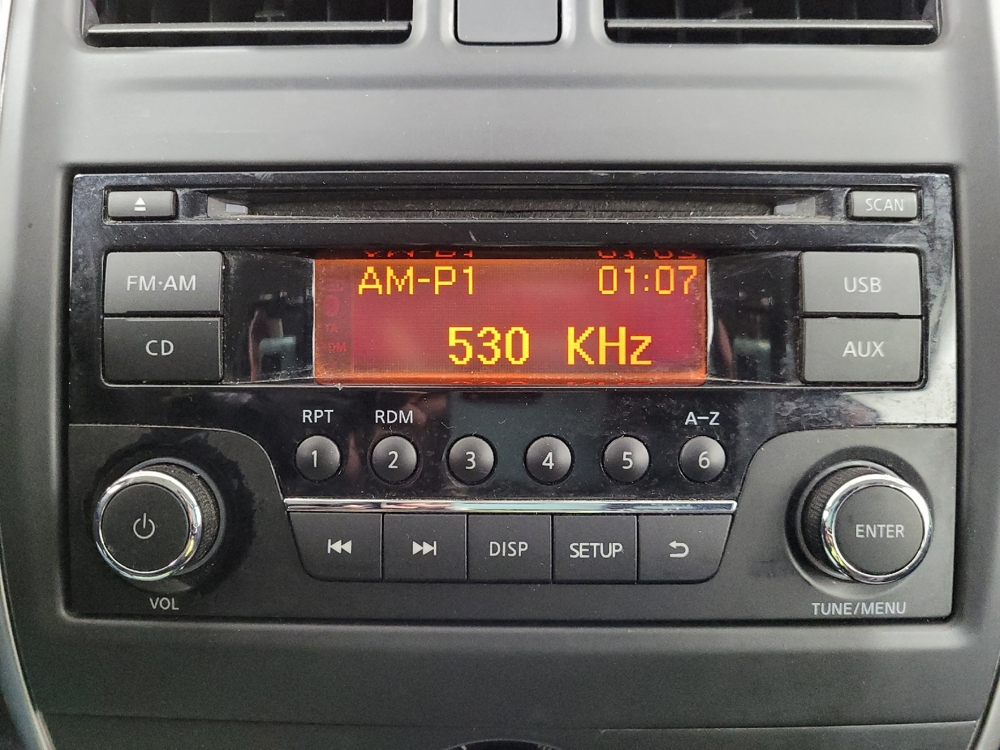 SCAN
FM·AM
AM-P1 01:07
USB
CD
530 KHz
AUX
RPT RDM A–Z
1 2 3 4 5 6
DISP SETUP
ENTER
VOL
TUNE/MENU